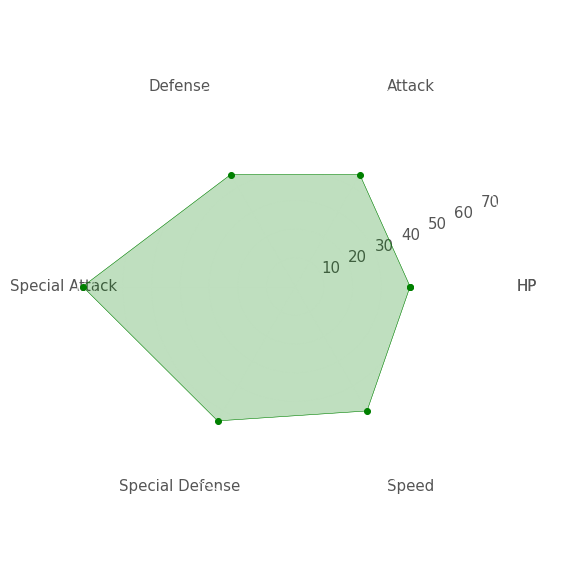 Defense
Attack
70
60
50
40
30
20
10
Special Attack
HP
Special Defense
Speed